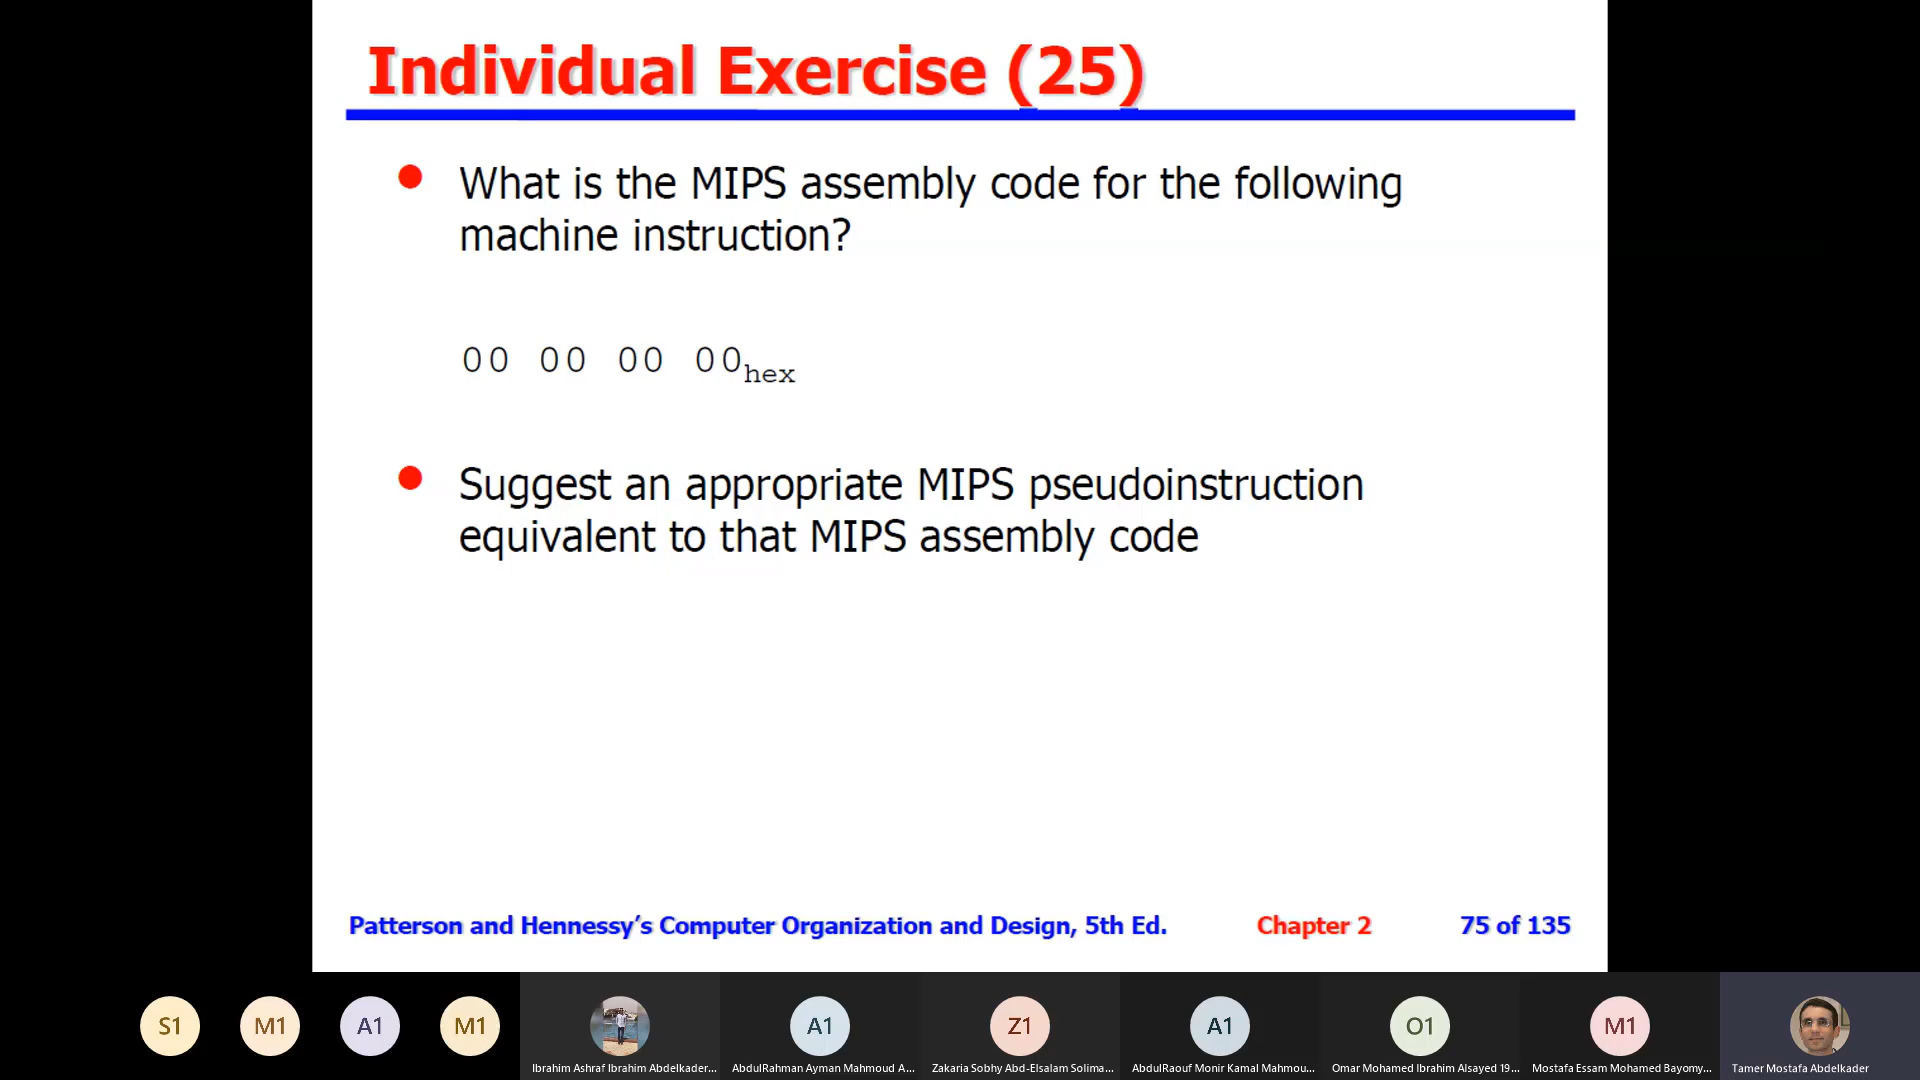 Individual Exercise (25)
What is the MIPS assembly code for the following
machine instruction?
00 00 00 00hex
Suggest an appropriate MIPS pseudoinstruction
equivalent to that MIPS assembly code
Patterson and Hennessy’s Computer Organization and Design, 5th Ed. Chapter 2 75 of 135
S1 M1 A1 M1 A1 Z1 A1 O1 M1
Ibrahim Ashraf Ibrahim Abdelkader... AbdulRahman Ayman Mahmoud A... Zakaria Sobhy Abd-Elsalam Solima... AbdulRaouf Monir Kamal Mahmou... Omar Mohamed Ibrahim Alsayed 19... Mostafa Essam Mohamed Bayomy... Tamer Mostafa Abdelkader